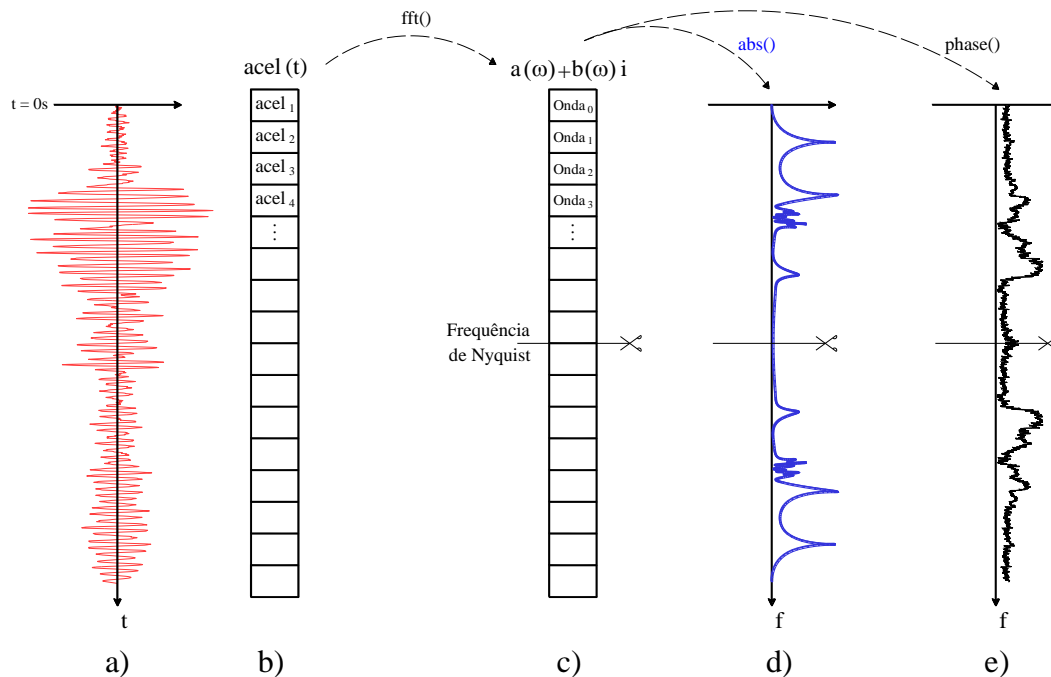 fft()
abs()
phase()
acel (t)
a(ω)+b(ω) i
t = 0s
acel 1
acel 2
acel 3
acel 4
⋮
Onda 0
Onda 1
Onda 2
Onda 3
⋮
Frequência
de Nyquist
t
f
f
a)
b)
c)
d)
e)